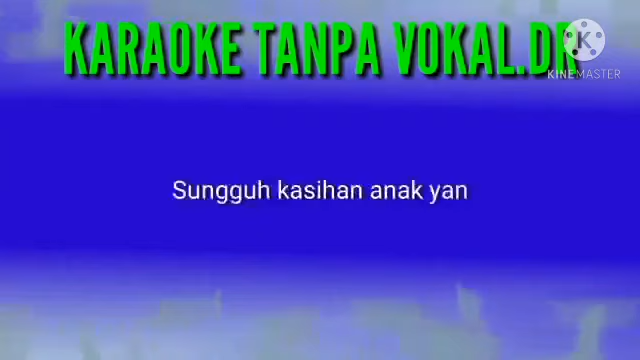 KARAOKE TANPA VOKAL.DR
K
KINEMASTER
Sungguh kasihan anak yan